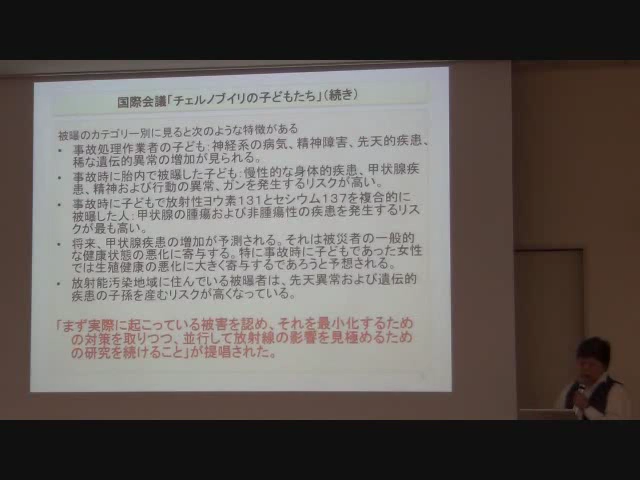 国際会議「チェルノブイリの子どもたち」（続き）
被曝のカテゴリー別に見ると次のような特徴がある
• 事故処理作業者の子ども：神経系の病気、精神障害、先天的疾患、
稀な遺伝的異常の増加が見られる。
• 事故時に胎内で被曝した子ども：慢性的な身体的疾患、甲状腺疾
患、精神および行動の異常、ガンを発生するリスクが高い。
• 事故時に子どもで放射性ヨウ素131とセシウム137を複合的に
被曝した人：甲状腺の腫瘍および非腫瘍性の疾患を発生するリス
クが最も高い。
• 将来、甲状腺疾患の増加が予測される。それは被災者の一般的
な健康状態の悪化に寄与する。特に事故時に子どもであった女性
では生殖健康の悪化に大きく寄与するであろうと予想される。
• 放射能汚染地域に住んでいる被曝者は、先天異常および遺伝的
疾患の子孫を産むリスクが高くなっている。
「まず実際に起こっている被害を認め、それを最小化するため
の対策を取りつつ、並行して放射線の影響を見極めるため
の研究を続けること」が提唱された。